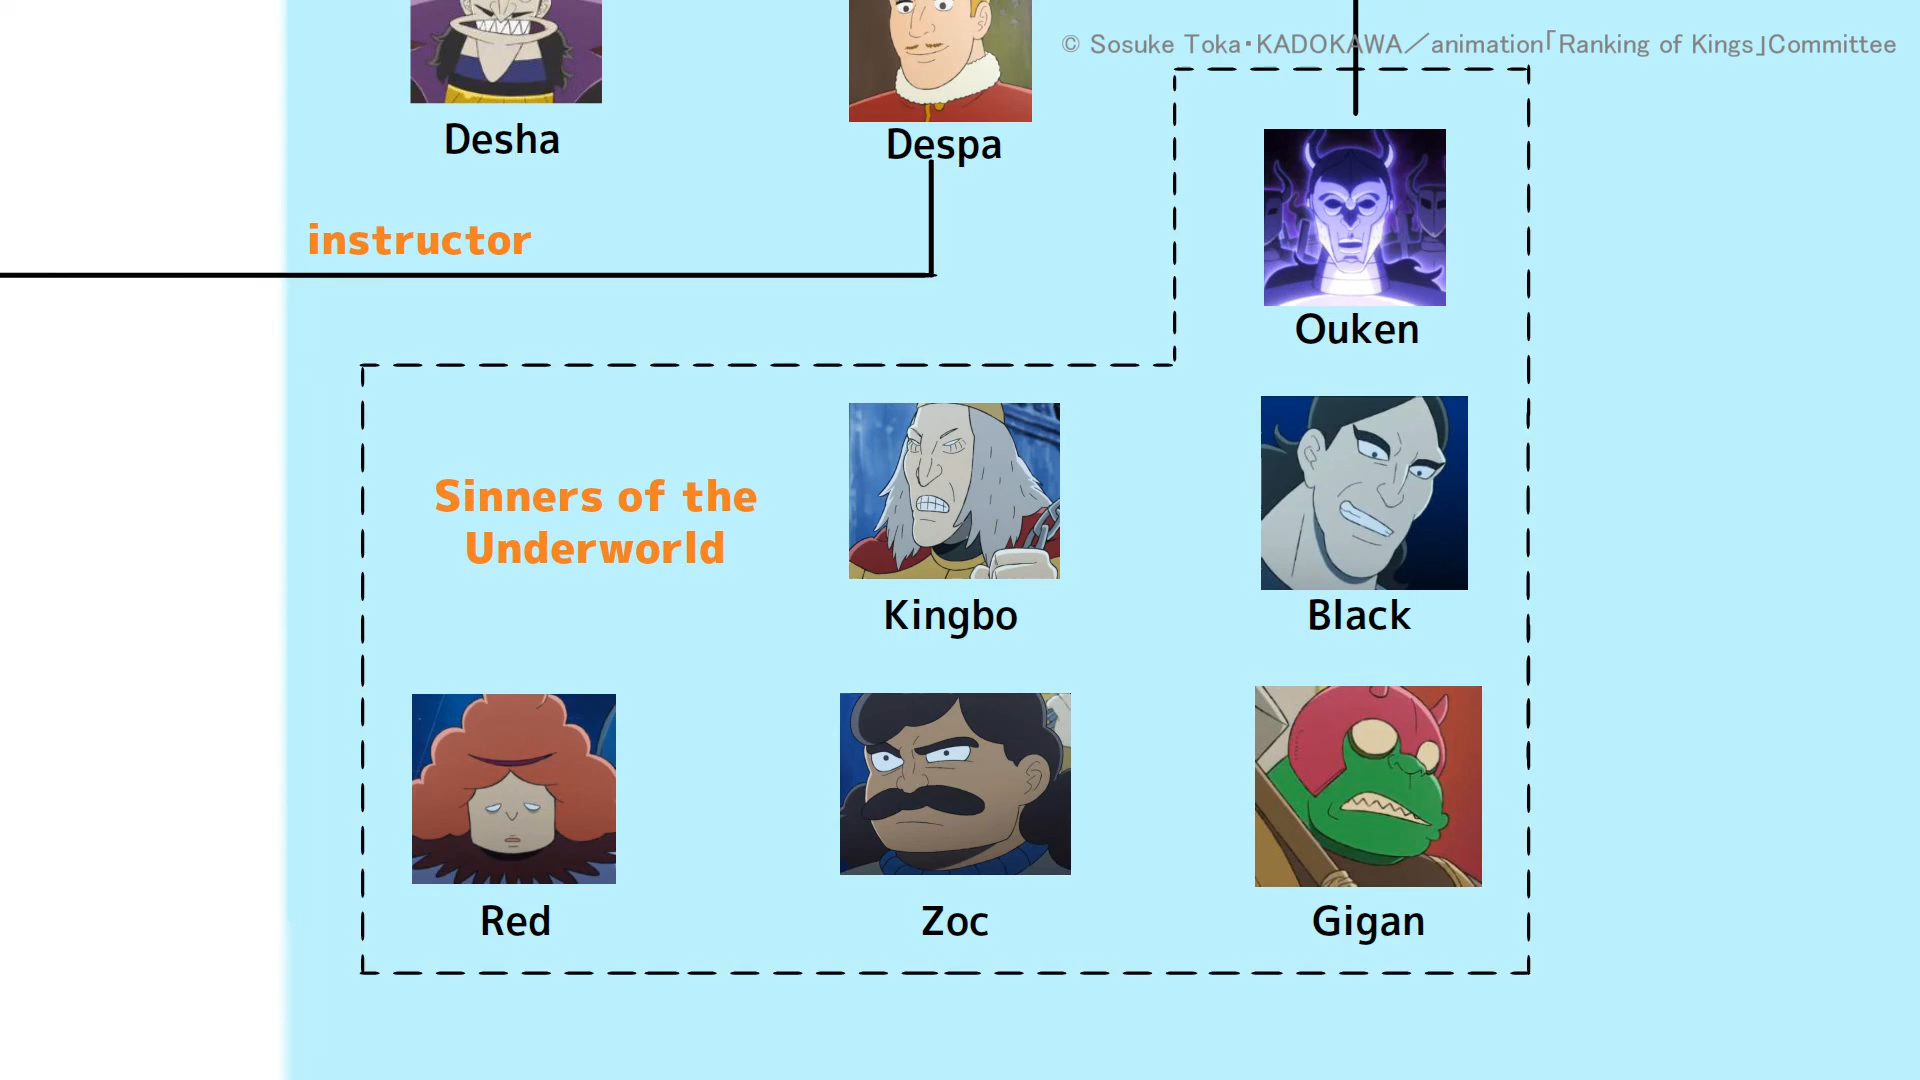 © Sosuke Toka・KADOKAWA／animation「Ranking of Kings」Committee
Desha
Despa
instructor
Ouken
Sinners of the
Underworld
Kingbo
Black
Red
Zoc
Gigan